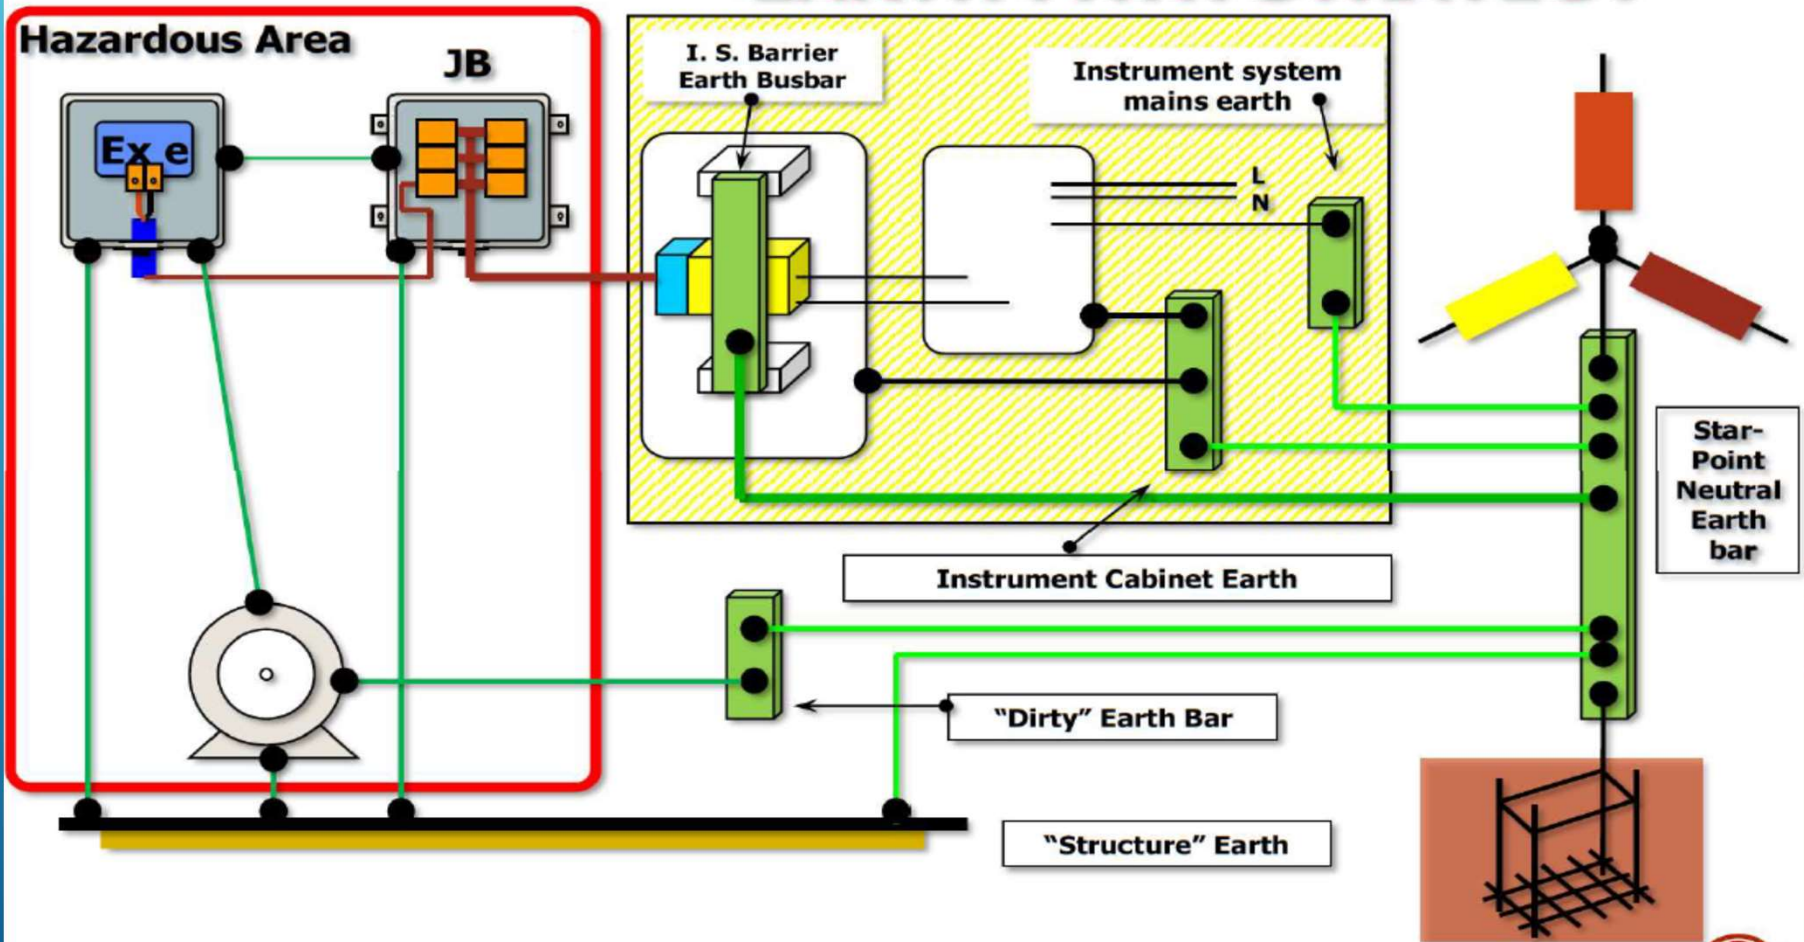 Hazardous Area
JB
Ex e
I. S. Barrier
Earth Busbar
Instrument system
mains earth
L
N
Star-
Point
Neutral
Earth
bar
Instrument Cabinet Earth
“Dirty” Earth Bar
“Structure” Earth